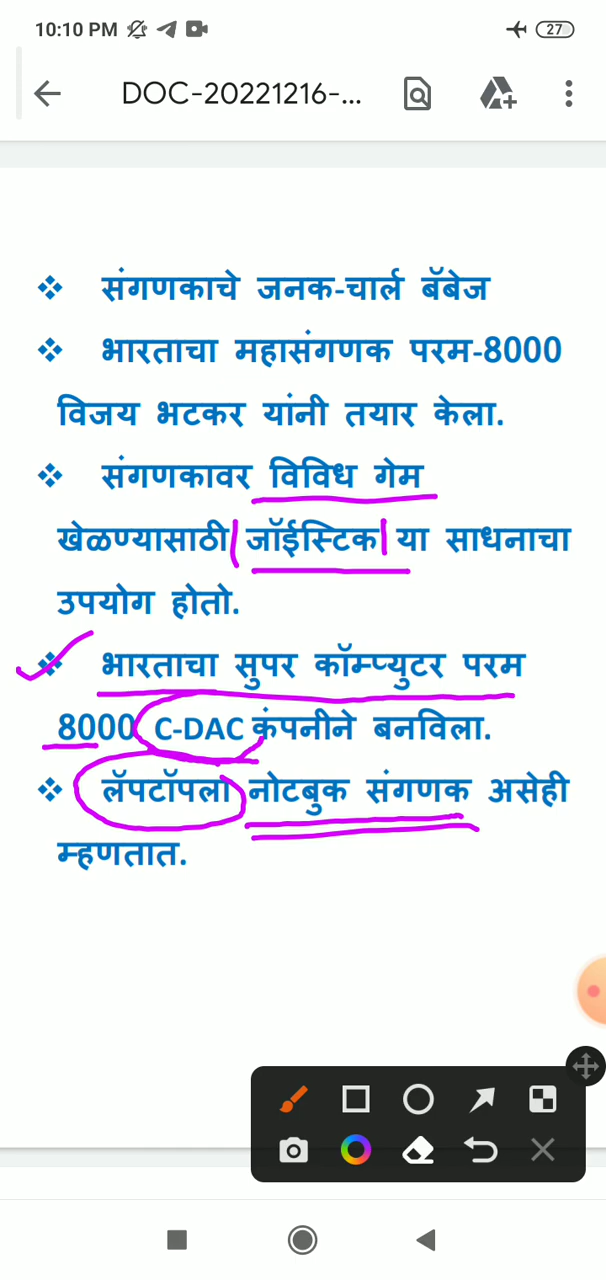 10:10 PM
27
DOC-20221216-...
❖ संगणकाचे जनक-चार्ल बॅबेज
❖ भारताचा महासंगणक परम-8000
विजय भटकर यांनी तयार केला.
❖ संगणकावर विविध गेम
खेळण्यासाठी जॉईस्टिक या साधनाचा
उपयोग होतो.
❖ भारताचा सुपर कॉम्प्युटर परम
8000 C-DAC कंपनीने बनविला.
❖ लॅपटॉपला नोटबुक संगणक असेही
म्हणतात.